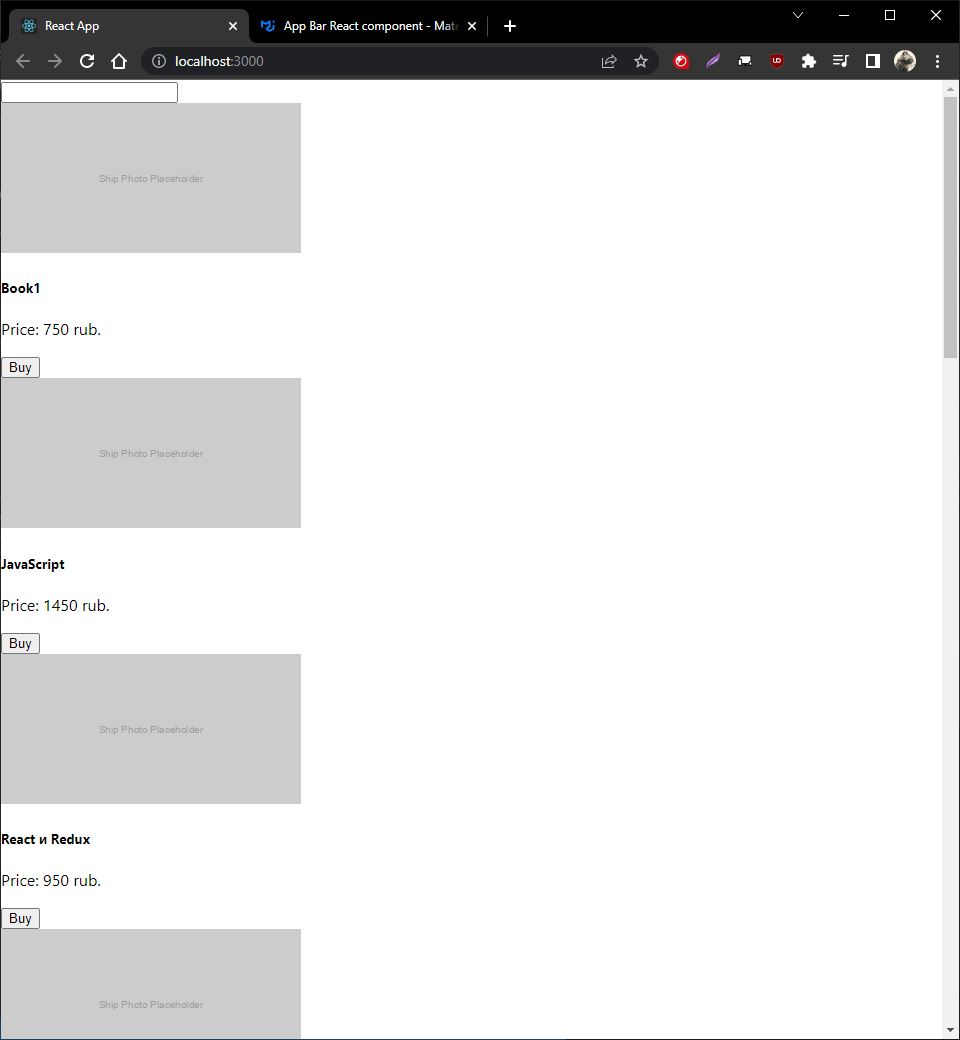 React App
App Bar React component - Mate
localhost:3000
Ship Photo Placeholder
Book1
Price: 750 rub.
Buy
Ship Photo Placeholder
JavaScript
Price: 1450 rub.
Buy
Ship Photo Placeholder
React и Redux
Price: 950 rub.
Buy
Ship Photo Placeholder